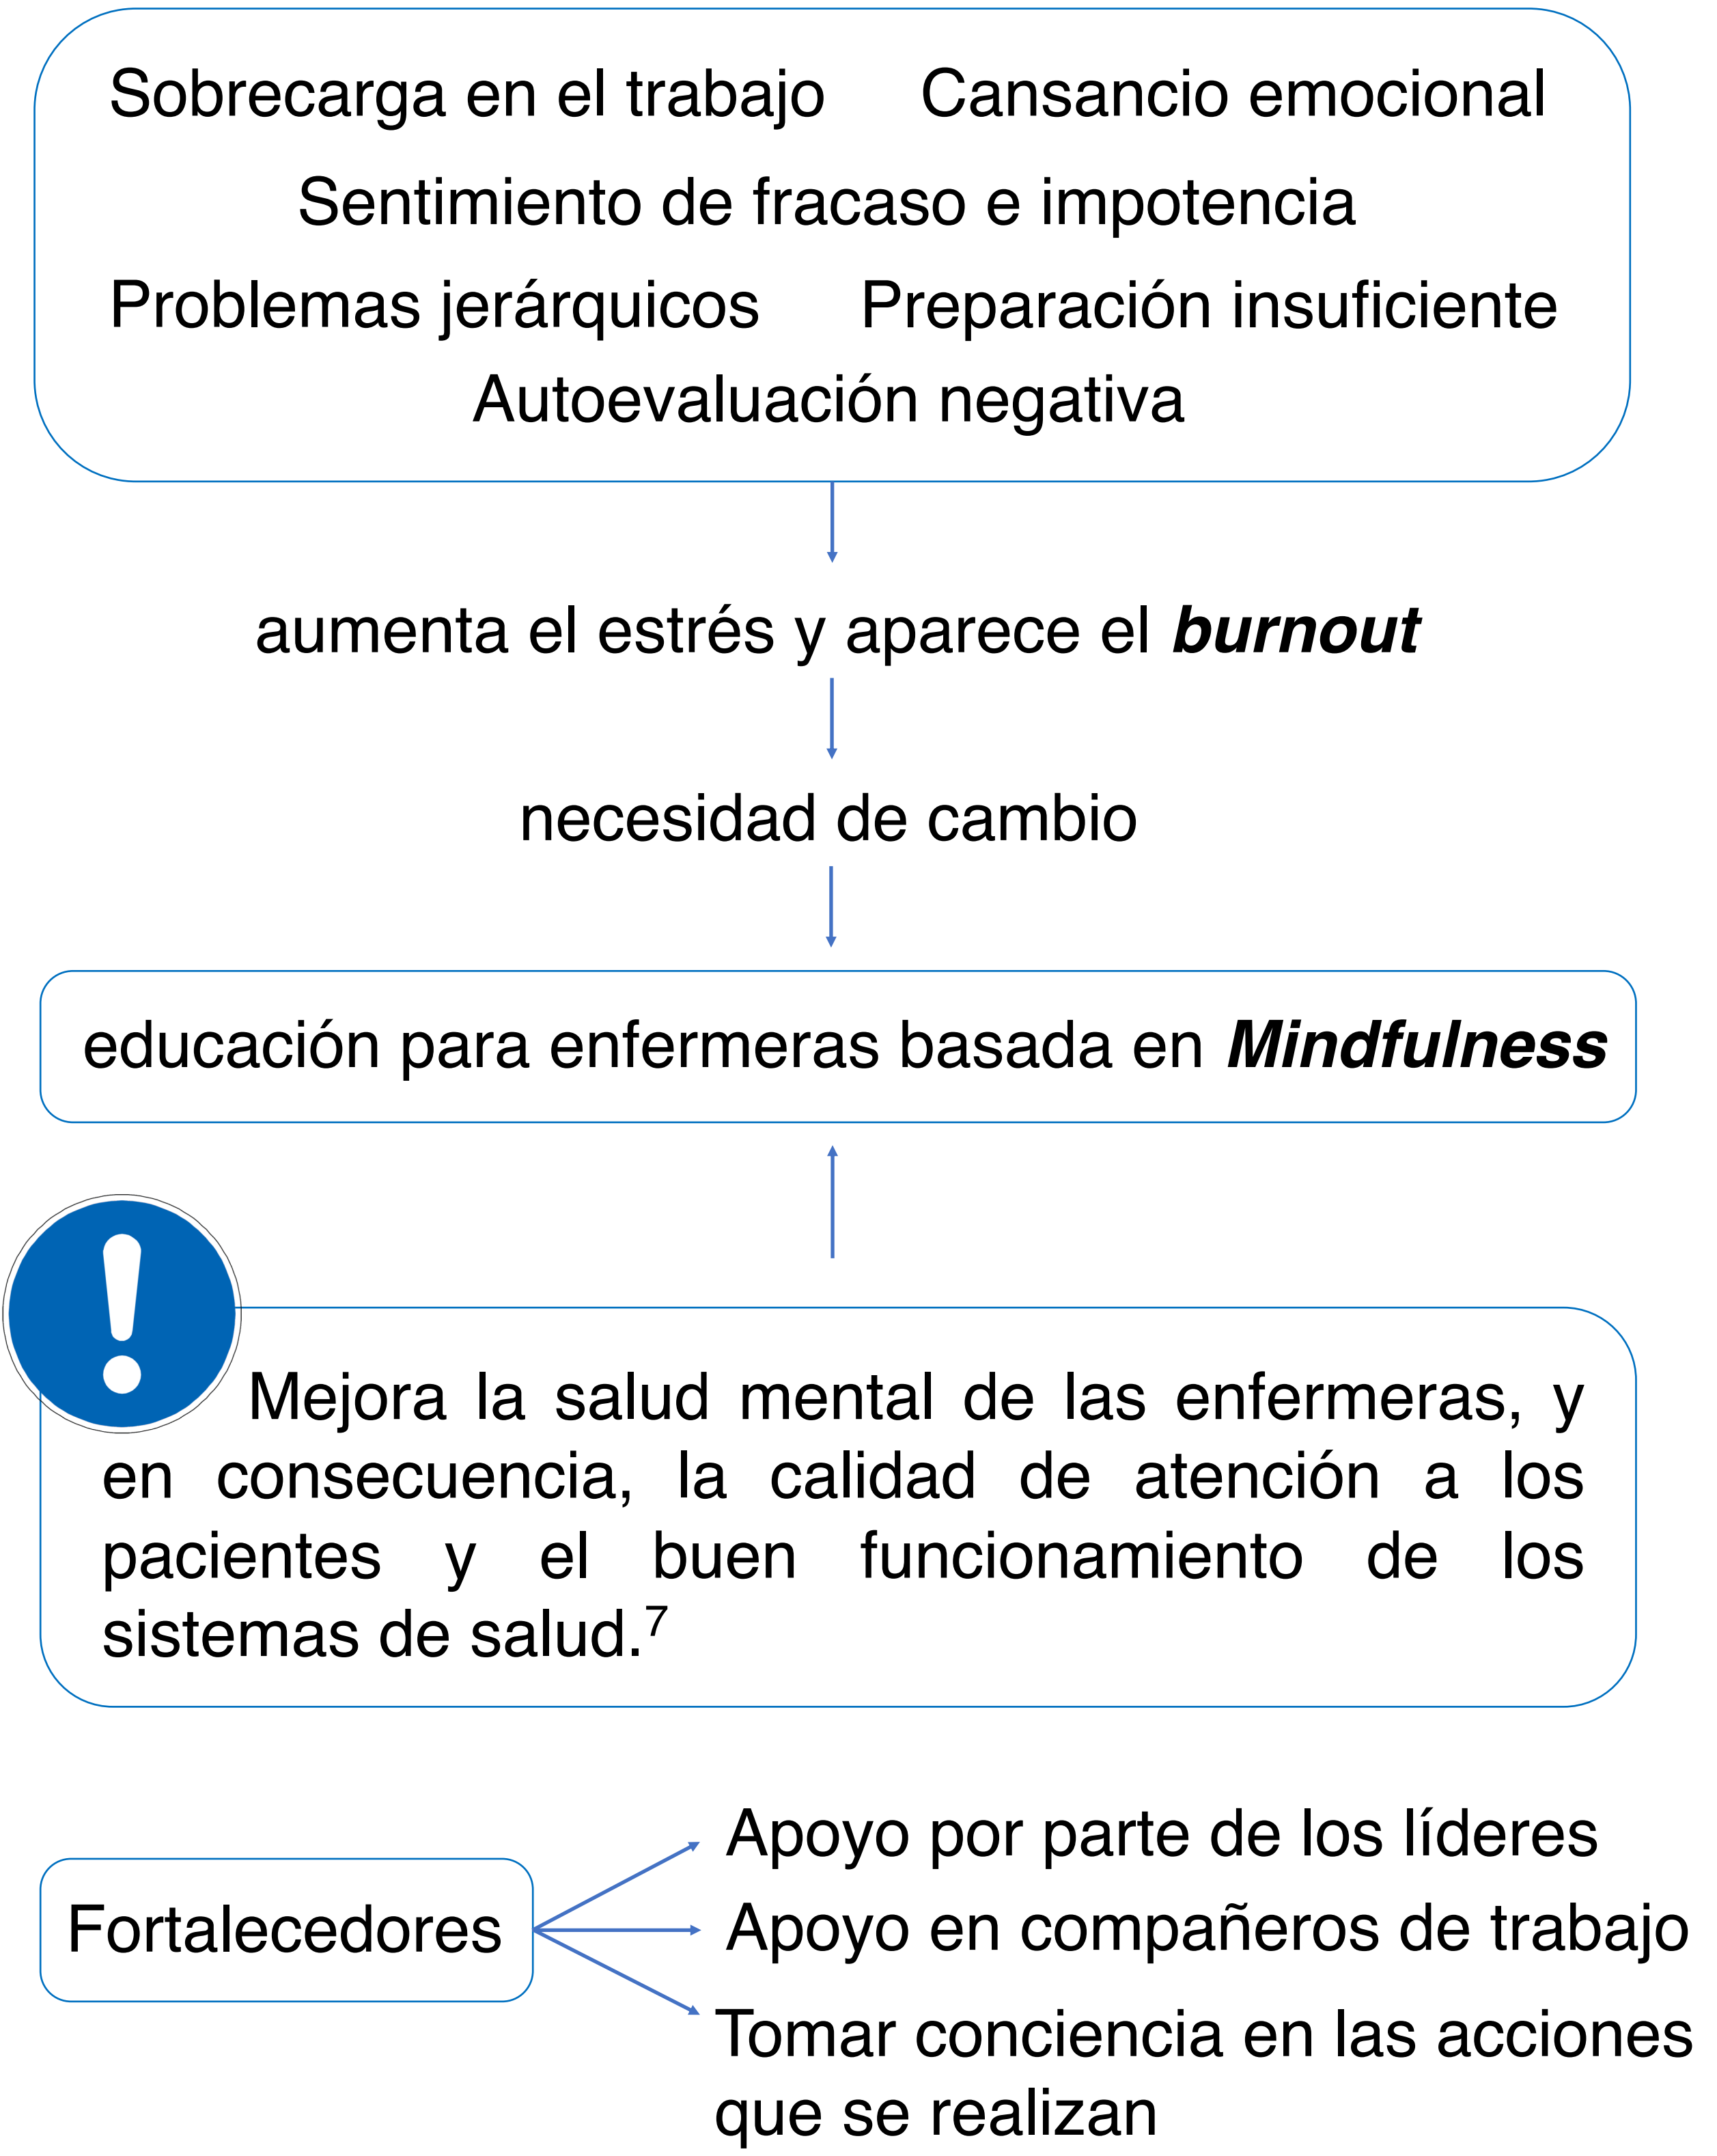 Sobrecarga en el trabajo Cansancio emocional
Sentimiento de fracaso e impotencia
Problemas jerárquicos Preparación insuficiente
Autoevaluación negativa
aumenta el estrés y aparece el burnout
necesidad de cambio
educación para enfermeras basada en Mindfulness
Mejora la salud mental de las enfermeras, y
en consecuencia, la calidad de atención a los
pacientes y el buen funcionamiento de los
sistemas de salud.⁷
Fortalecedores
Apoyo por parte de los líderes
Apoyo en compañeros de trabajo
Tomar conciencia en las acciones
que se realizan